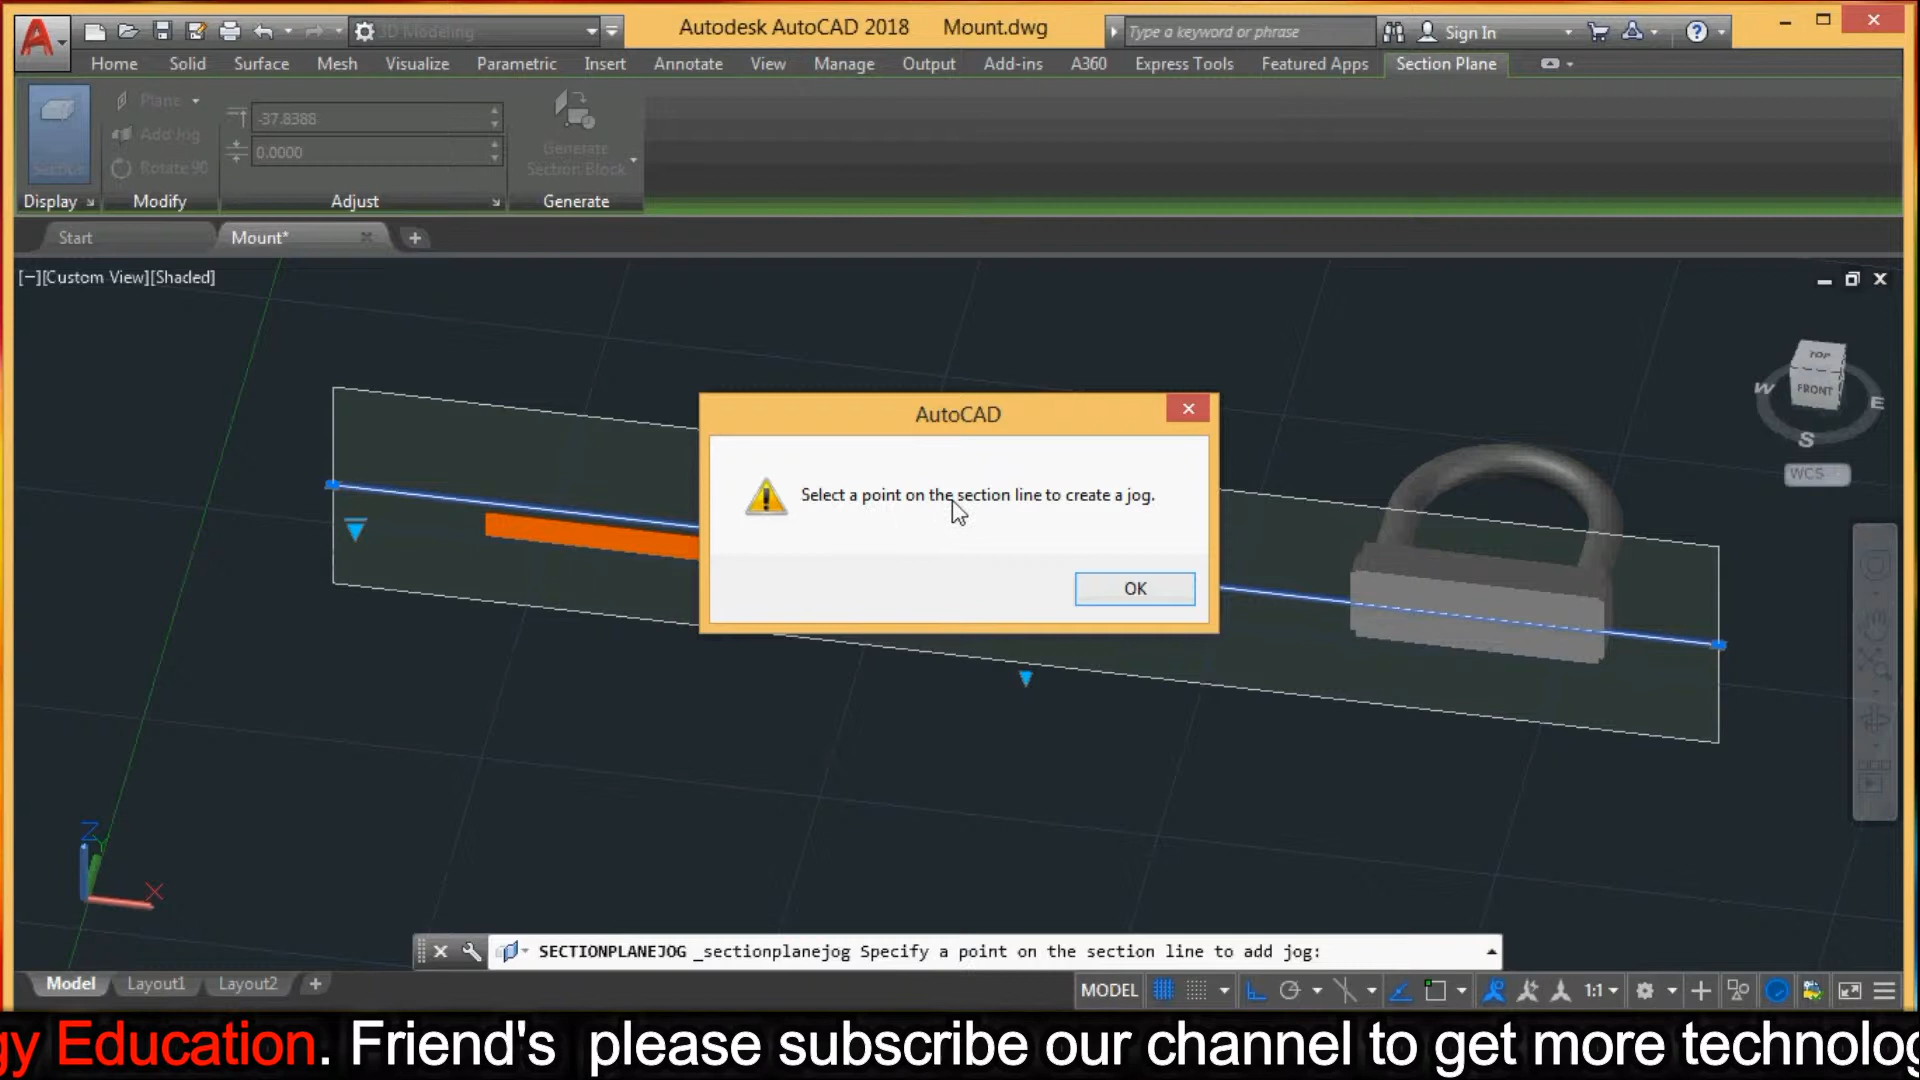 3D Modeling
Autodesk AutoCAD 2018 Mount.dwg
Type a keyword or phrase
Sign In
Home Solid Surface Mesh Visualize Parametric Insert Annotate View Manage Output Add-ins A360 Express Tools Featured Apps Section Plane
Plane
-37.8388
Add Jog
0.0000
Generate
Rotate 90
Section Block
Display Modify Adjust Generate
Start Mount*
[−][Custom View][Shaded]
TOP
FRONT
W
E
S
WCS
AutoCAD
Select a point on the section line to create a jog.
OK
Z
Y
X
SECTIONPLANEJOG _sectionplanejog Specify a point on the section line to add jog:
Model Layout1 Layout2
MODEL 1:1
gy Education. Friend's please subscribe our channel to get more technolog